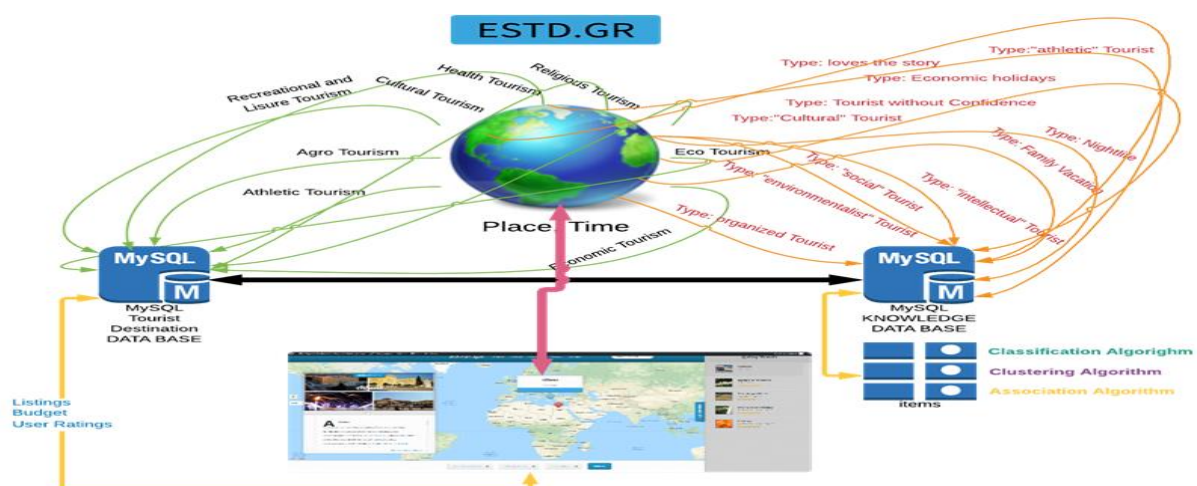 ESTD.GR
Recreational and
Lisure Tourism
Cultural Tourism
Health Tourism
Religious Tourism
Agro Tourism
Athletic Tourism
Eco Tourism
Economic Tourism
Place, Time
Type:"athletic" Tourist
Type: loves the story
Type: Economic holidays
Type: Tourist without Confidence
Type:"Cultural" Tourist
Type: Nightlife
Type: Family Vacation
Type: "social" Tourist
Type: "intellectual" Tourist
Type: "environmentalist" Tourist
Type: organized Tourist
MySQL
M
MySQL
Tourist
Destination
DATA BASE
MySQL
M
MySQL
KNOWLEDGE
DATA BASE
Classification Algorighm
Clustering Algorithm
Association Algorithm
items
Listings
Budget
User Ratings